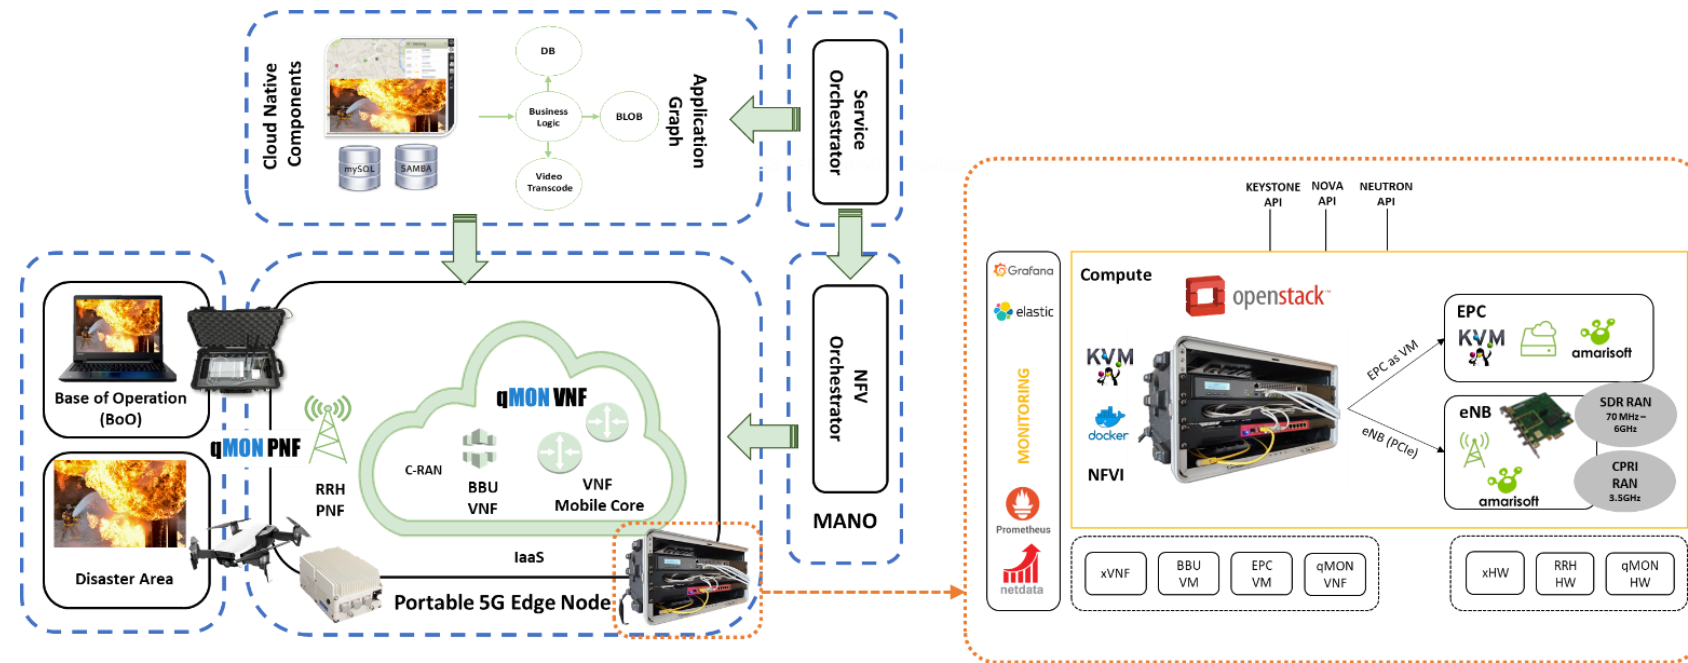 Cloud Native
Components
mySQL
SAMBA
DB
Business
Logic
BLOB
Video
Transcode
Application
Graph
Service
Orchestrator
Base of Operation
(BoO)
Disaster Area
qMON PNF
RRH
PNF
qMON VNF
C-RAN
BBU
VNF
VNF
Mobile Core
IaaS
Portable 5G Edge Node
NFV
Orchestrator
MANO
KEYSTONE
API
NOVA
API
NEUTRON
API
Grafana
elastic
MONITORING
Prometheus
netdata
Compute
openstack™
KVM
docker
NFVI
EPC as VM
eNB (PCIe)
EPC
KVM
amarisoft
eNB
amarisoft
SDR RAN
70 MHz –
6GHz
CPRI
RAN
3.5GHz
xVNF
BBU
VM
EPC
VM
qMON
VNF
xHW
RRH
HW
qMON
HW